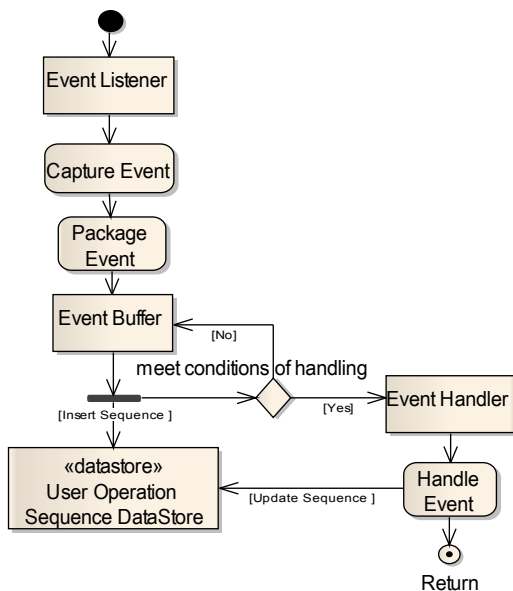 Event Listener
Capture Event
Package
Event
Event Buffer
[No]
meet conditions of handling
[Insert Sequence ]
[Yes]
Event Handler
«datastore»
User Operation
Sequence DataStore
[Update Sequence ]
Handle
Event
Return